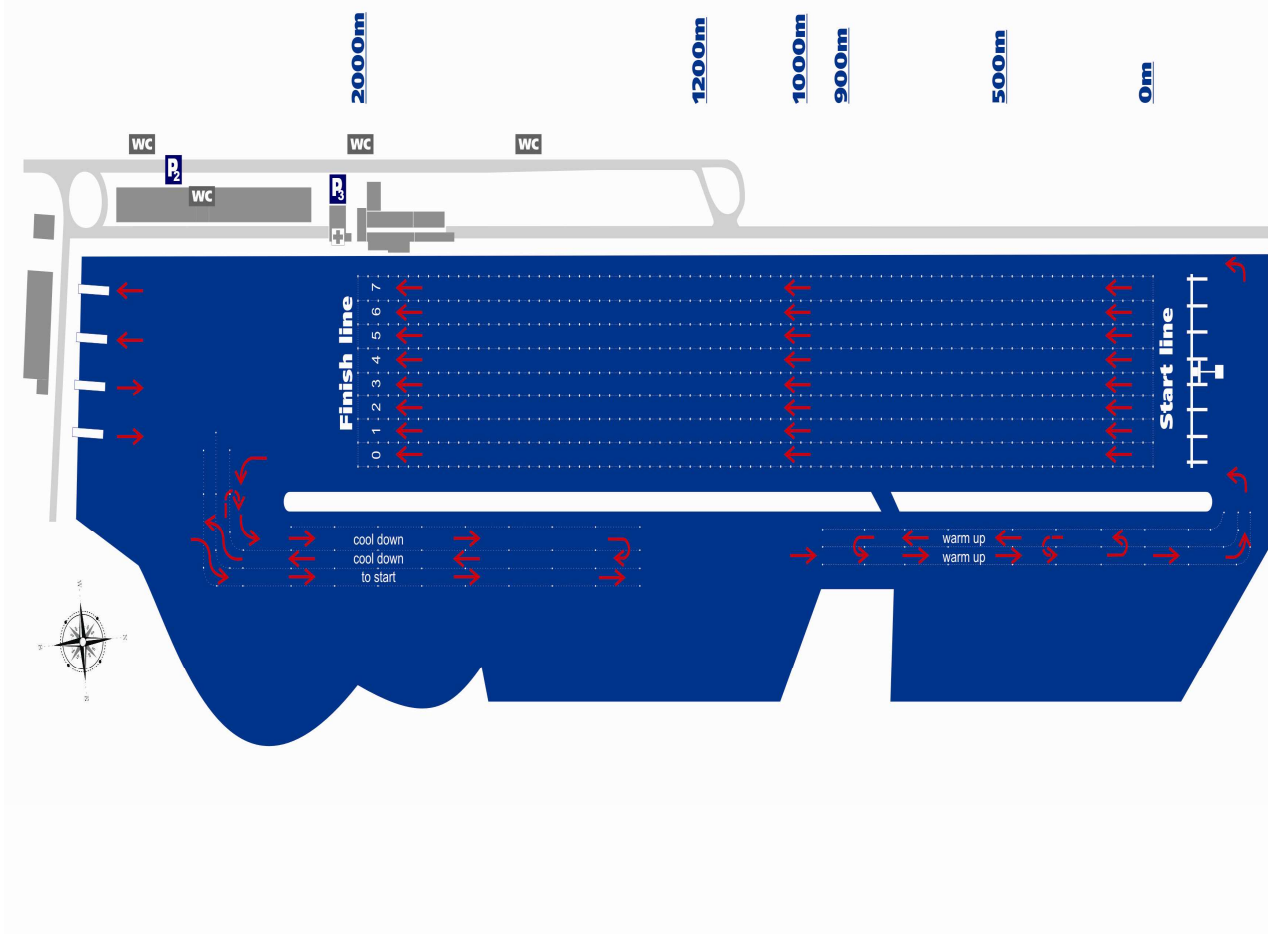 2000m
1200m
1000m
900m
500m
0m
WC
WC
WC
P2
WC
P3
Finish line
7
6
5
4
3
2
1
0
Start line
cool down
cool down
to start
warm up
warm up